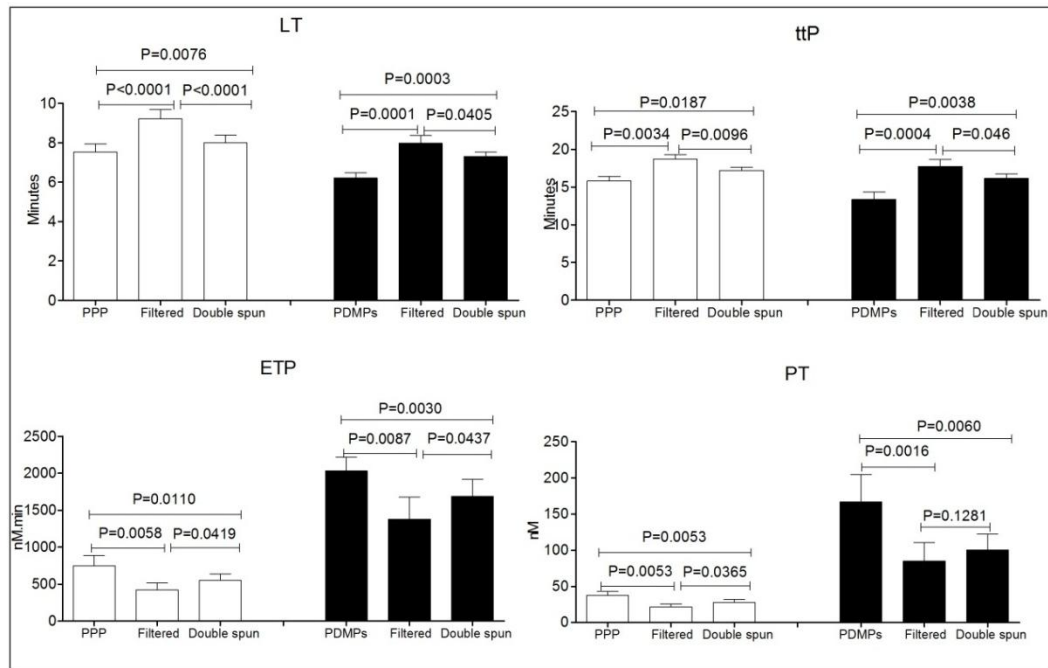 LT
P=0.0076
P<0.0001 P<0.0001
P=0.0003
P=0.0001 P=0.0405
10
8
6
4
2
0
Minutes
PPP Filtered Double spun PDMPs Filtered Double spun
ttP
P=0.0187
P=0.0034 P=0.0096
P=0.0038
P=0.0004 P=0.046
25
20
15
10
5
0
Minutes
PPP Filtered Double spun PDMPs Filtered Double spun
ETP
P=0.0110
P=0.0058 P=0.0419
P=0.0030
P=0.0087 P=0.0437
2500
2000
1500
1000
500
0
nM.min
PPP Filtered Double spun PDMPs Filtered Double spun
PT
P=0.0053
P=0.0053 P=0.0365
P=0.0060
P=0.0016
P=0.1281
250
200
150
100
50
0
nM
PPP Filtered Double spun PDMPs Filtered Double spun